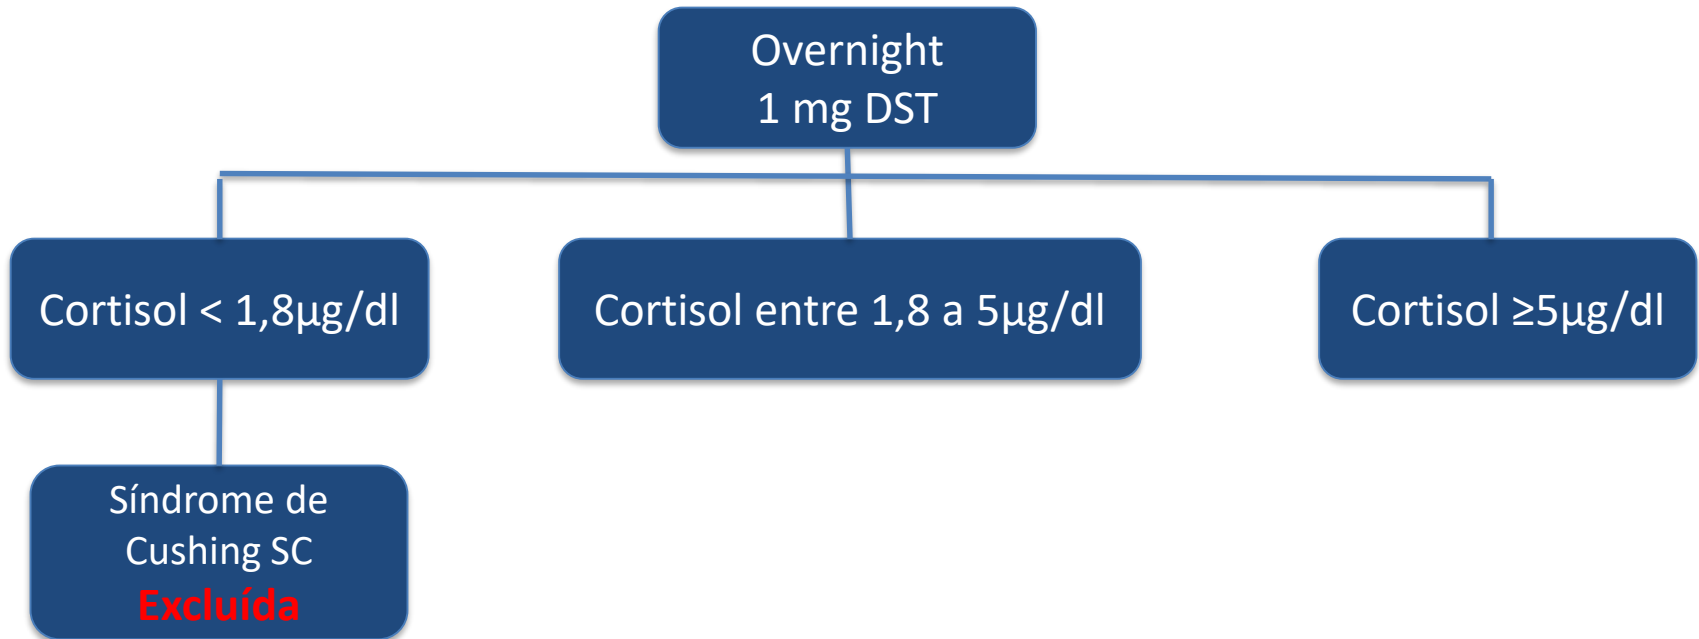 Overnight
1 mg DST
Cortisol < 1,8µg/dl
Cortisol entre 1,8 a 5µg/dl
Cortisol ≥5µg/dl
Síndrome de
Cushing SC
Excluída